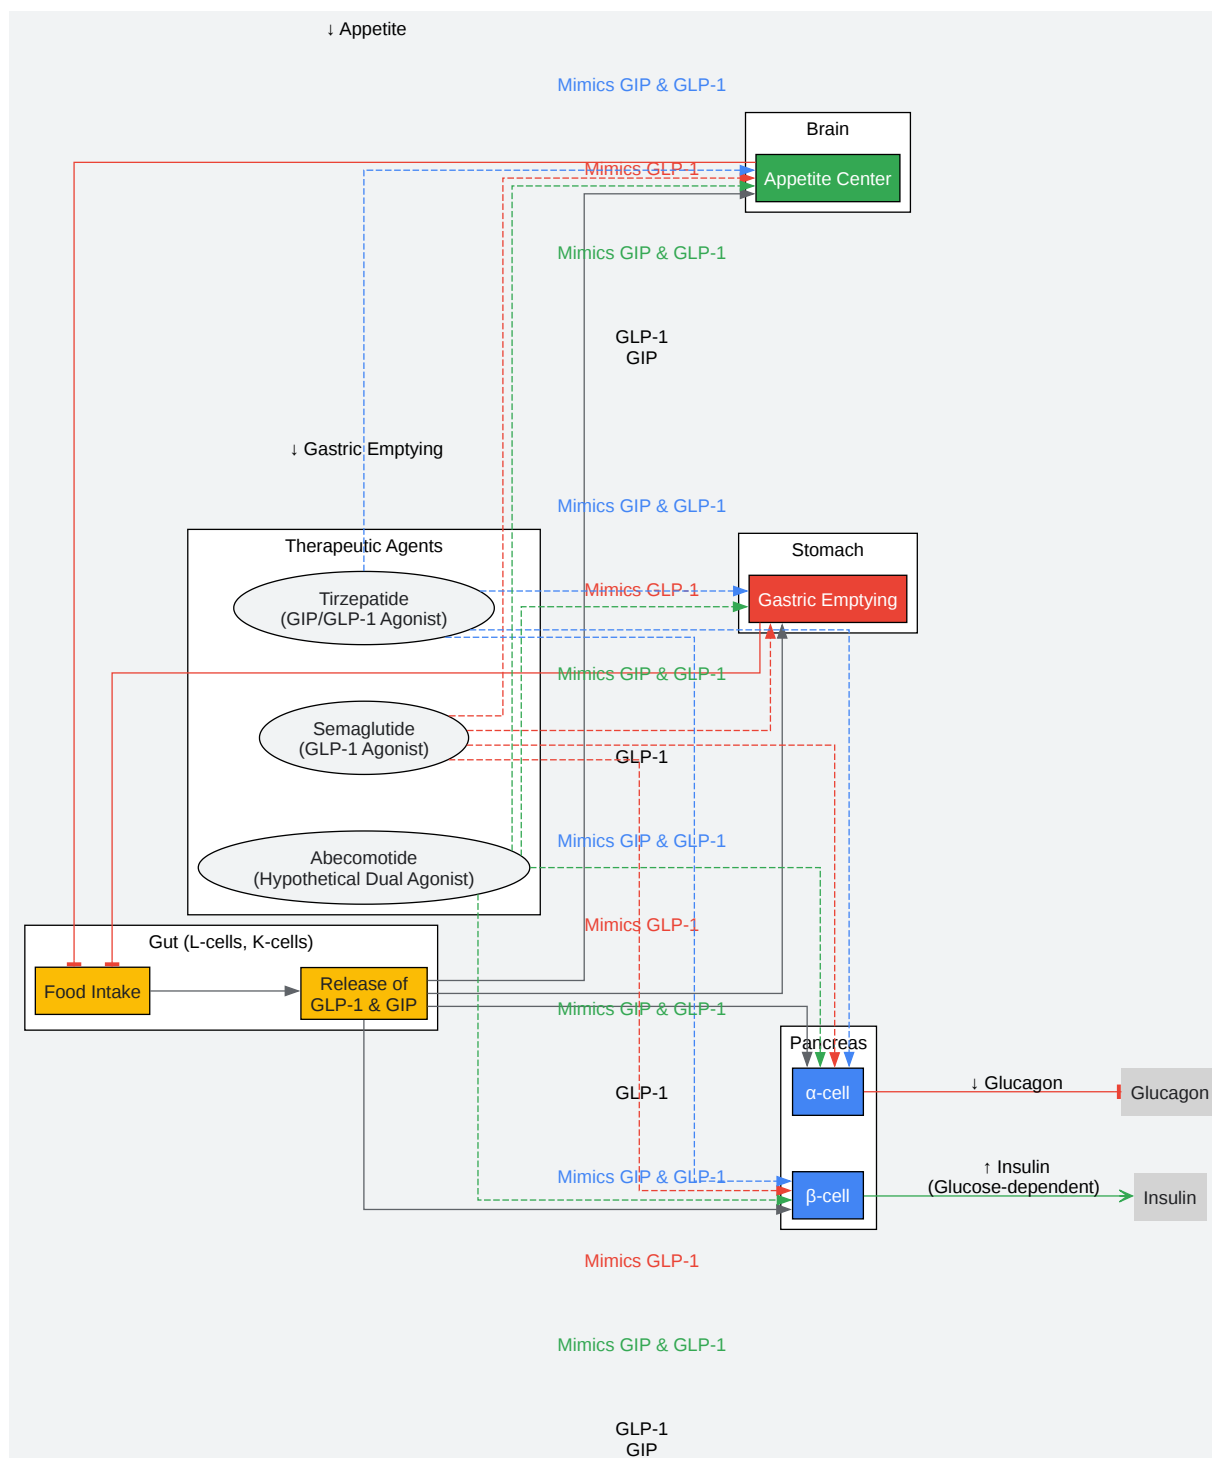 ↓ Appetite
Mimics GIP & GLP-1
Brain
Mimics GLP-1
Appetite Center
Mimics GIP & GLP-1
GLP-1
GIP
↓ Gastric Emptying
Mimics GIP & GLP-1
Therapeutic Agents
Stomach
Mimics GLP-1
Tirzepatide
(GIP/GLP-1 Agonist)
Gastric Emptying
Mimics GIP & GLP-1
Semaglutide
(GLP-1 Agonist)
GLP-1
Mimics GIP & GLP-1
Abecomotide
(Hypothetical Dual Agonist)
Mimics GLP-1
Gut (L-cells, K-cells)
Food Intake
Release of
GLP-1 & GIP
Mimics GIP & GLP-1
Pancreas
α-cell
↓ Glucagon
Glucagon
GLP-1
Mimics GIP & GLP-1
β-cell
↑ Insulin
(Glucose-dependent)
Insulin
Mimics GLP-1
Mimics GIP & GLP-1
GLP-1
GIP